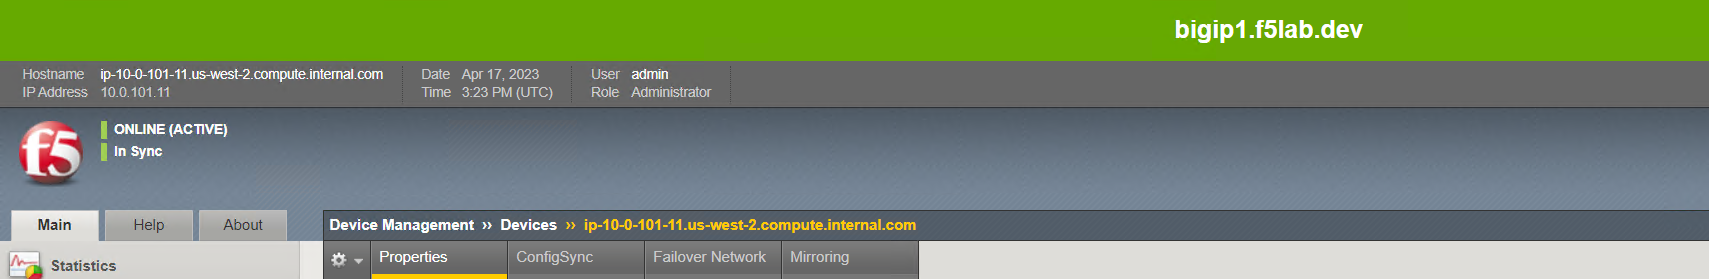 bigip1.f5lab.dev
Hostname ip-10-0-101-11.us-west-2.compute.internal.com Date Apr 17, 2023 User admin
IP Address 10.0.101.11 Time 3:23 PM (UTC) Role Administrator
f5
ONLINE (ACTIVE)
In Sync
Main Help About
Device Management ›› Devices ›› ip-10-0-101-11.us-west-2.compute.internal.com
Statistics
Properties ConfigSync Failover Network Mirroring